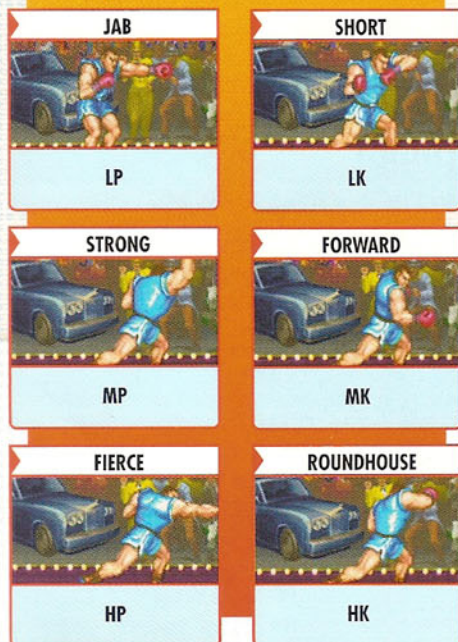 JAB
SHORT
LP
LK
STRONG
FORWARD
MP
MK
FIERCE
ROUNDHOUSE
HP
HK